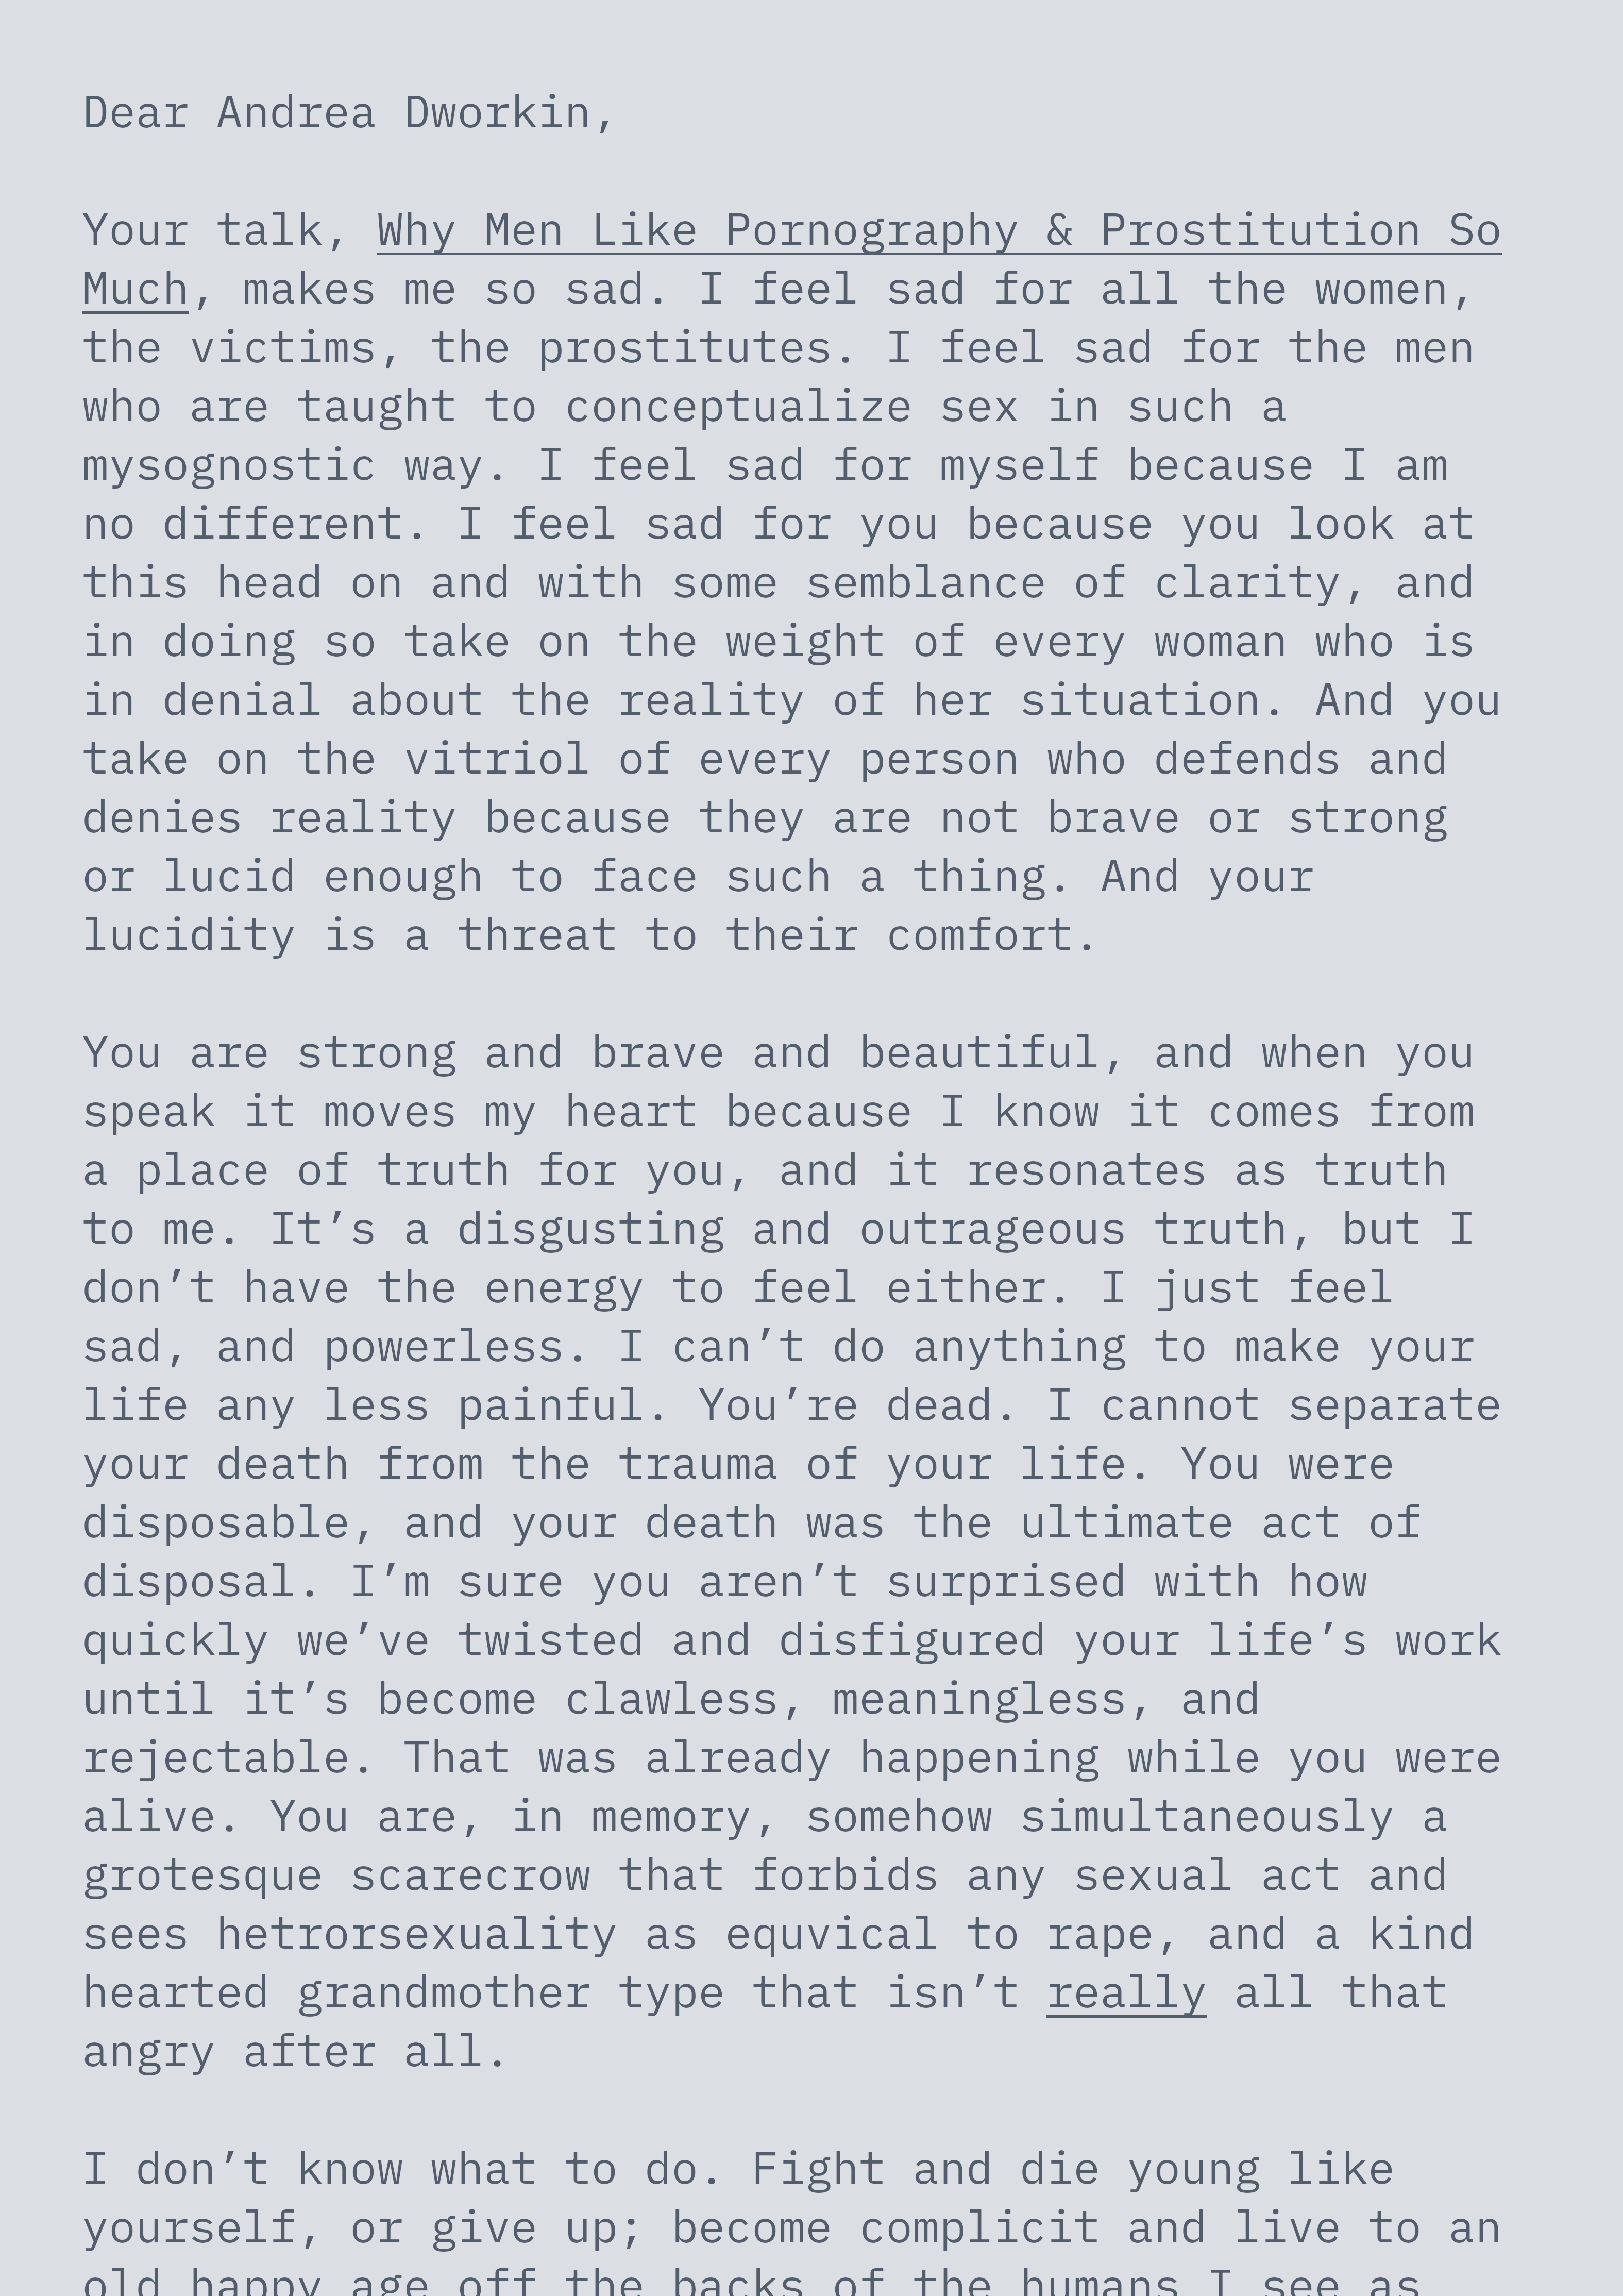 Dear Andrea Dworkin,
Your talk, Why Men Like Pornography & Prostitution So
Much, makes me so sad. I feel sad for all the women,
the victims, the prostitutes. I feel sad for the men
who are taught to conceptualize sex in such a
mysognostic way. I feel sad for myself because I am
no different. I feel sad for you because you look at
this head on and with some semblance of clarity, and
in doing so take on the weight of every woman who is
in denial about the reality of her situation. And you
take on the vitriol of every person who defends and
denies reality because they are not brave or strong
or lucid enough to face such a thing. And your
lucidity is a threat to their comfort.
You are strong and brave and beautiful, and when you
speak it moves my heart because I know it comes from
a place of truth for you, and it resonates as truth
to me. It’s a disgusting and outrageous truth, but I
don’t have the energy to feel either. I just feel
sad, and powerless. I can’t do anything to make your
life any less painful. You’re dead. I cannot separate
your death from the trauma of your life. You were
disposable, and your death was the ultimate act of
disposal. I’m sure you aren’t surprised with how
quickly we’ve twisted and disfigured your life’s work
until it’s become clawless, meaningless, and
rejectable. That was already happening while you were
alive. You are, in memory, somehow simultaneously a
grotesque scarecrow that forbids any sexual act and
sees hetrorsexuality as equvical to rape, and a kind
hearted grandmother type that isn’t really all that
angry after all.
I don’t know what to do. Fight and die young like
yourself, or give up; become complicit and live to an
old happy age off the backs of the humans I see as